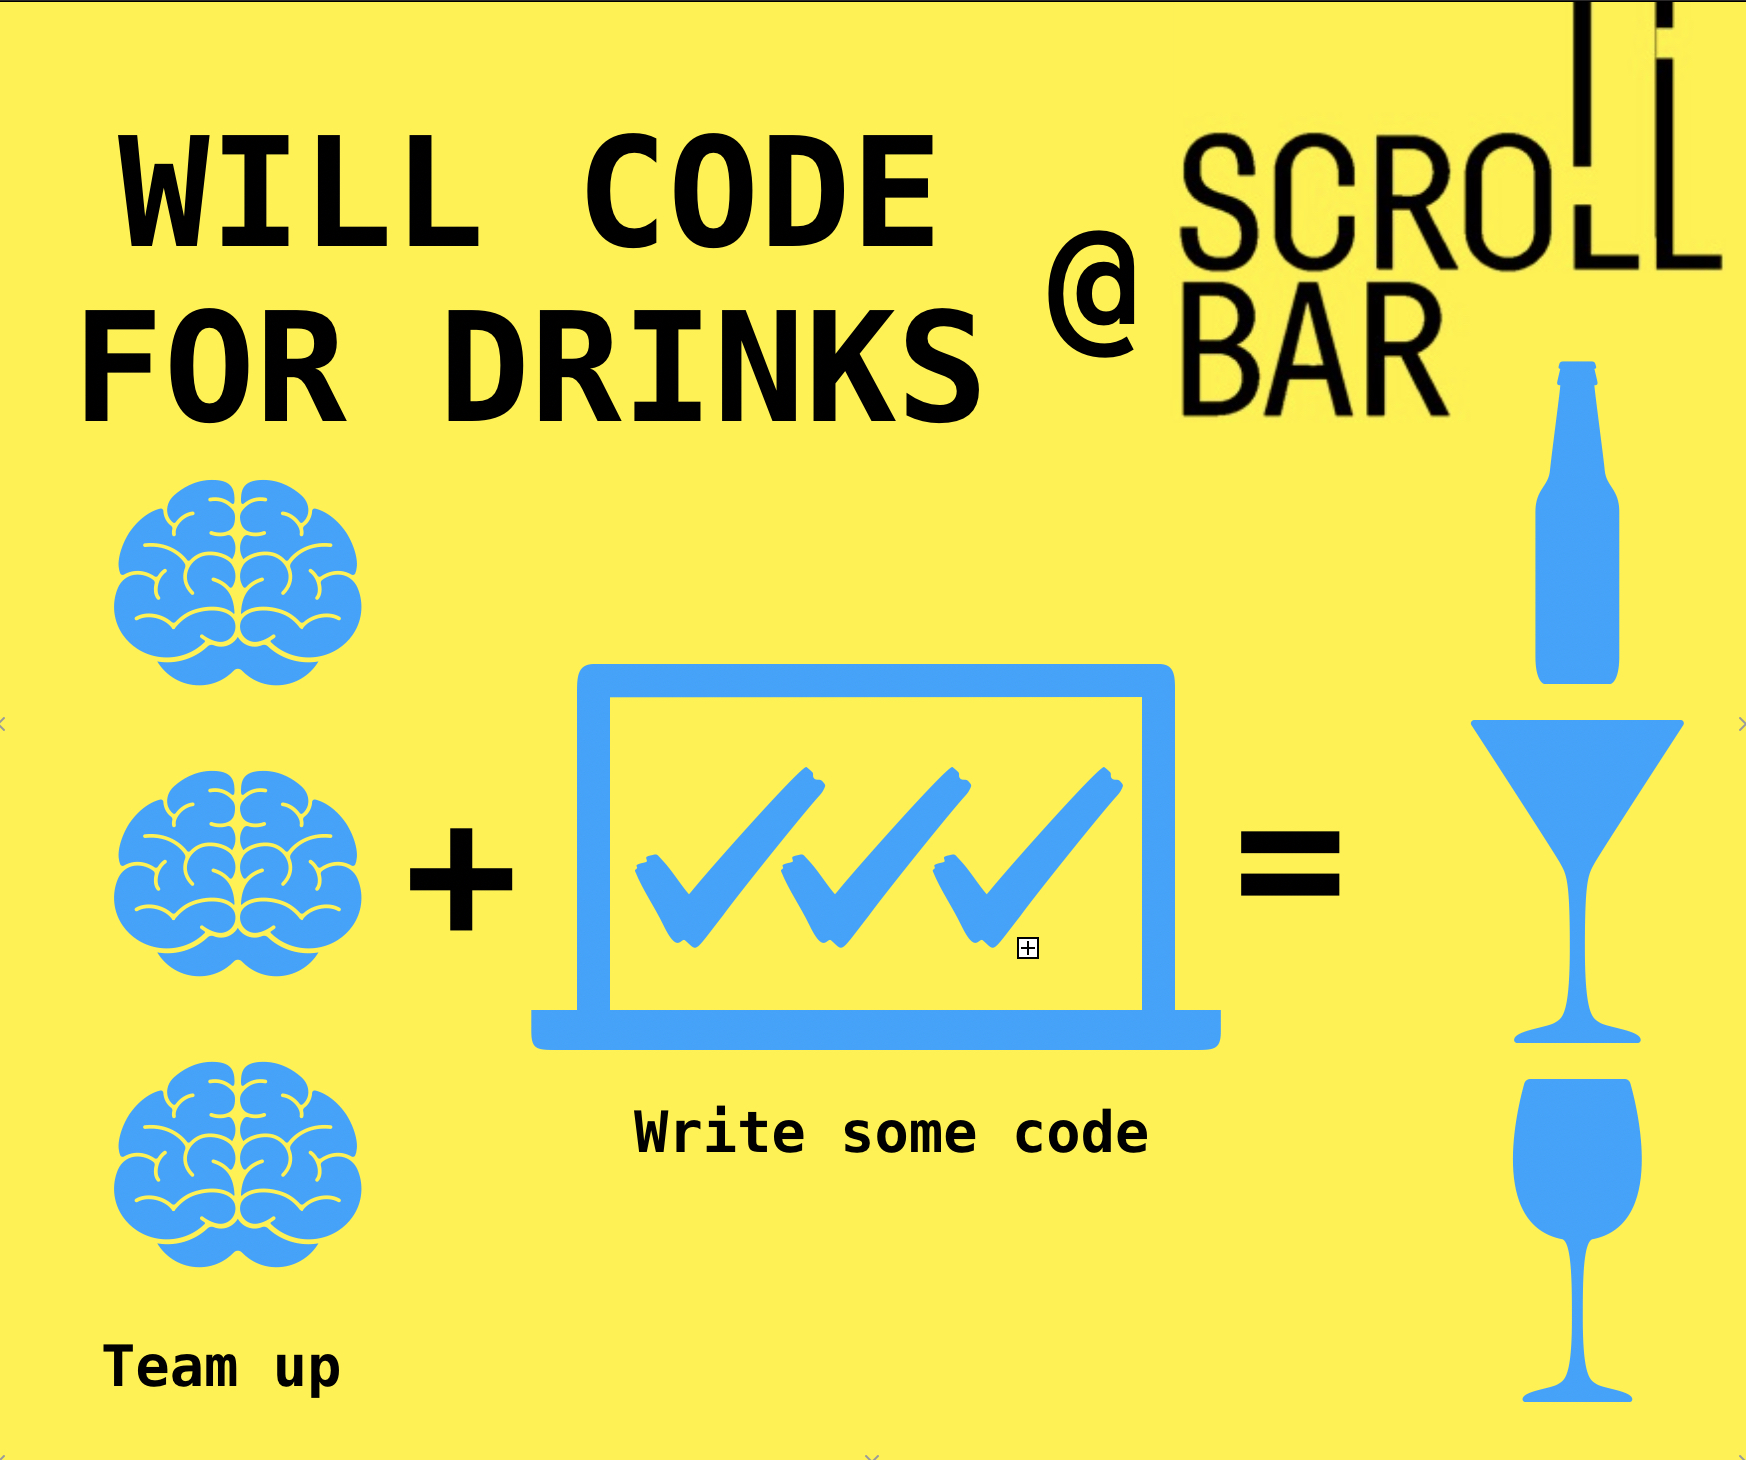 WILL CODE
FOR DRINKS
@
SCROLL
BAR
+
=
Write some code
Team up